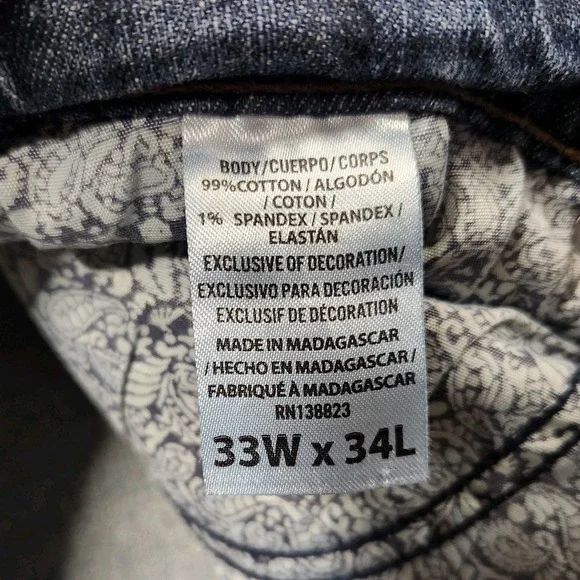 BODY/CUERPO/CORPS
99%COTTON / ALGODÓN
/ COTON /
1% SPANDEX / SPANDEX /
ELASTÁN
EXCLUSIVE OF DECORATION/
EXCLUSIVO PARA DECORACIÓN
EXCLUSIF DE DÉCORATION
MADE IN MADAGASCAR
/ HECHO EN MADAGASCAR /
FABRIQUÉ À MADAGASCAR
RN138823
33W x 34L